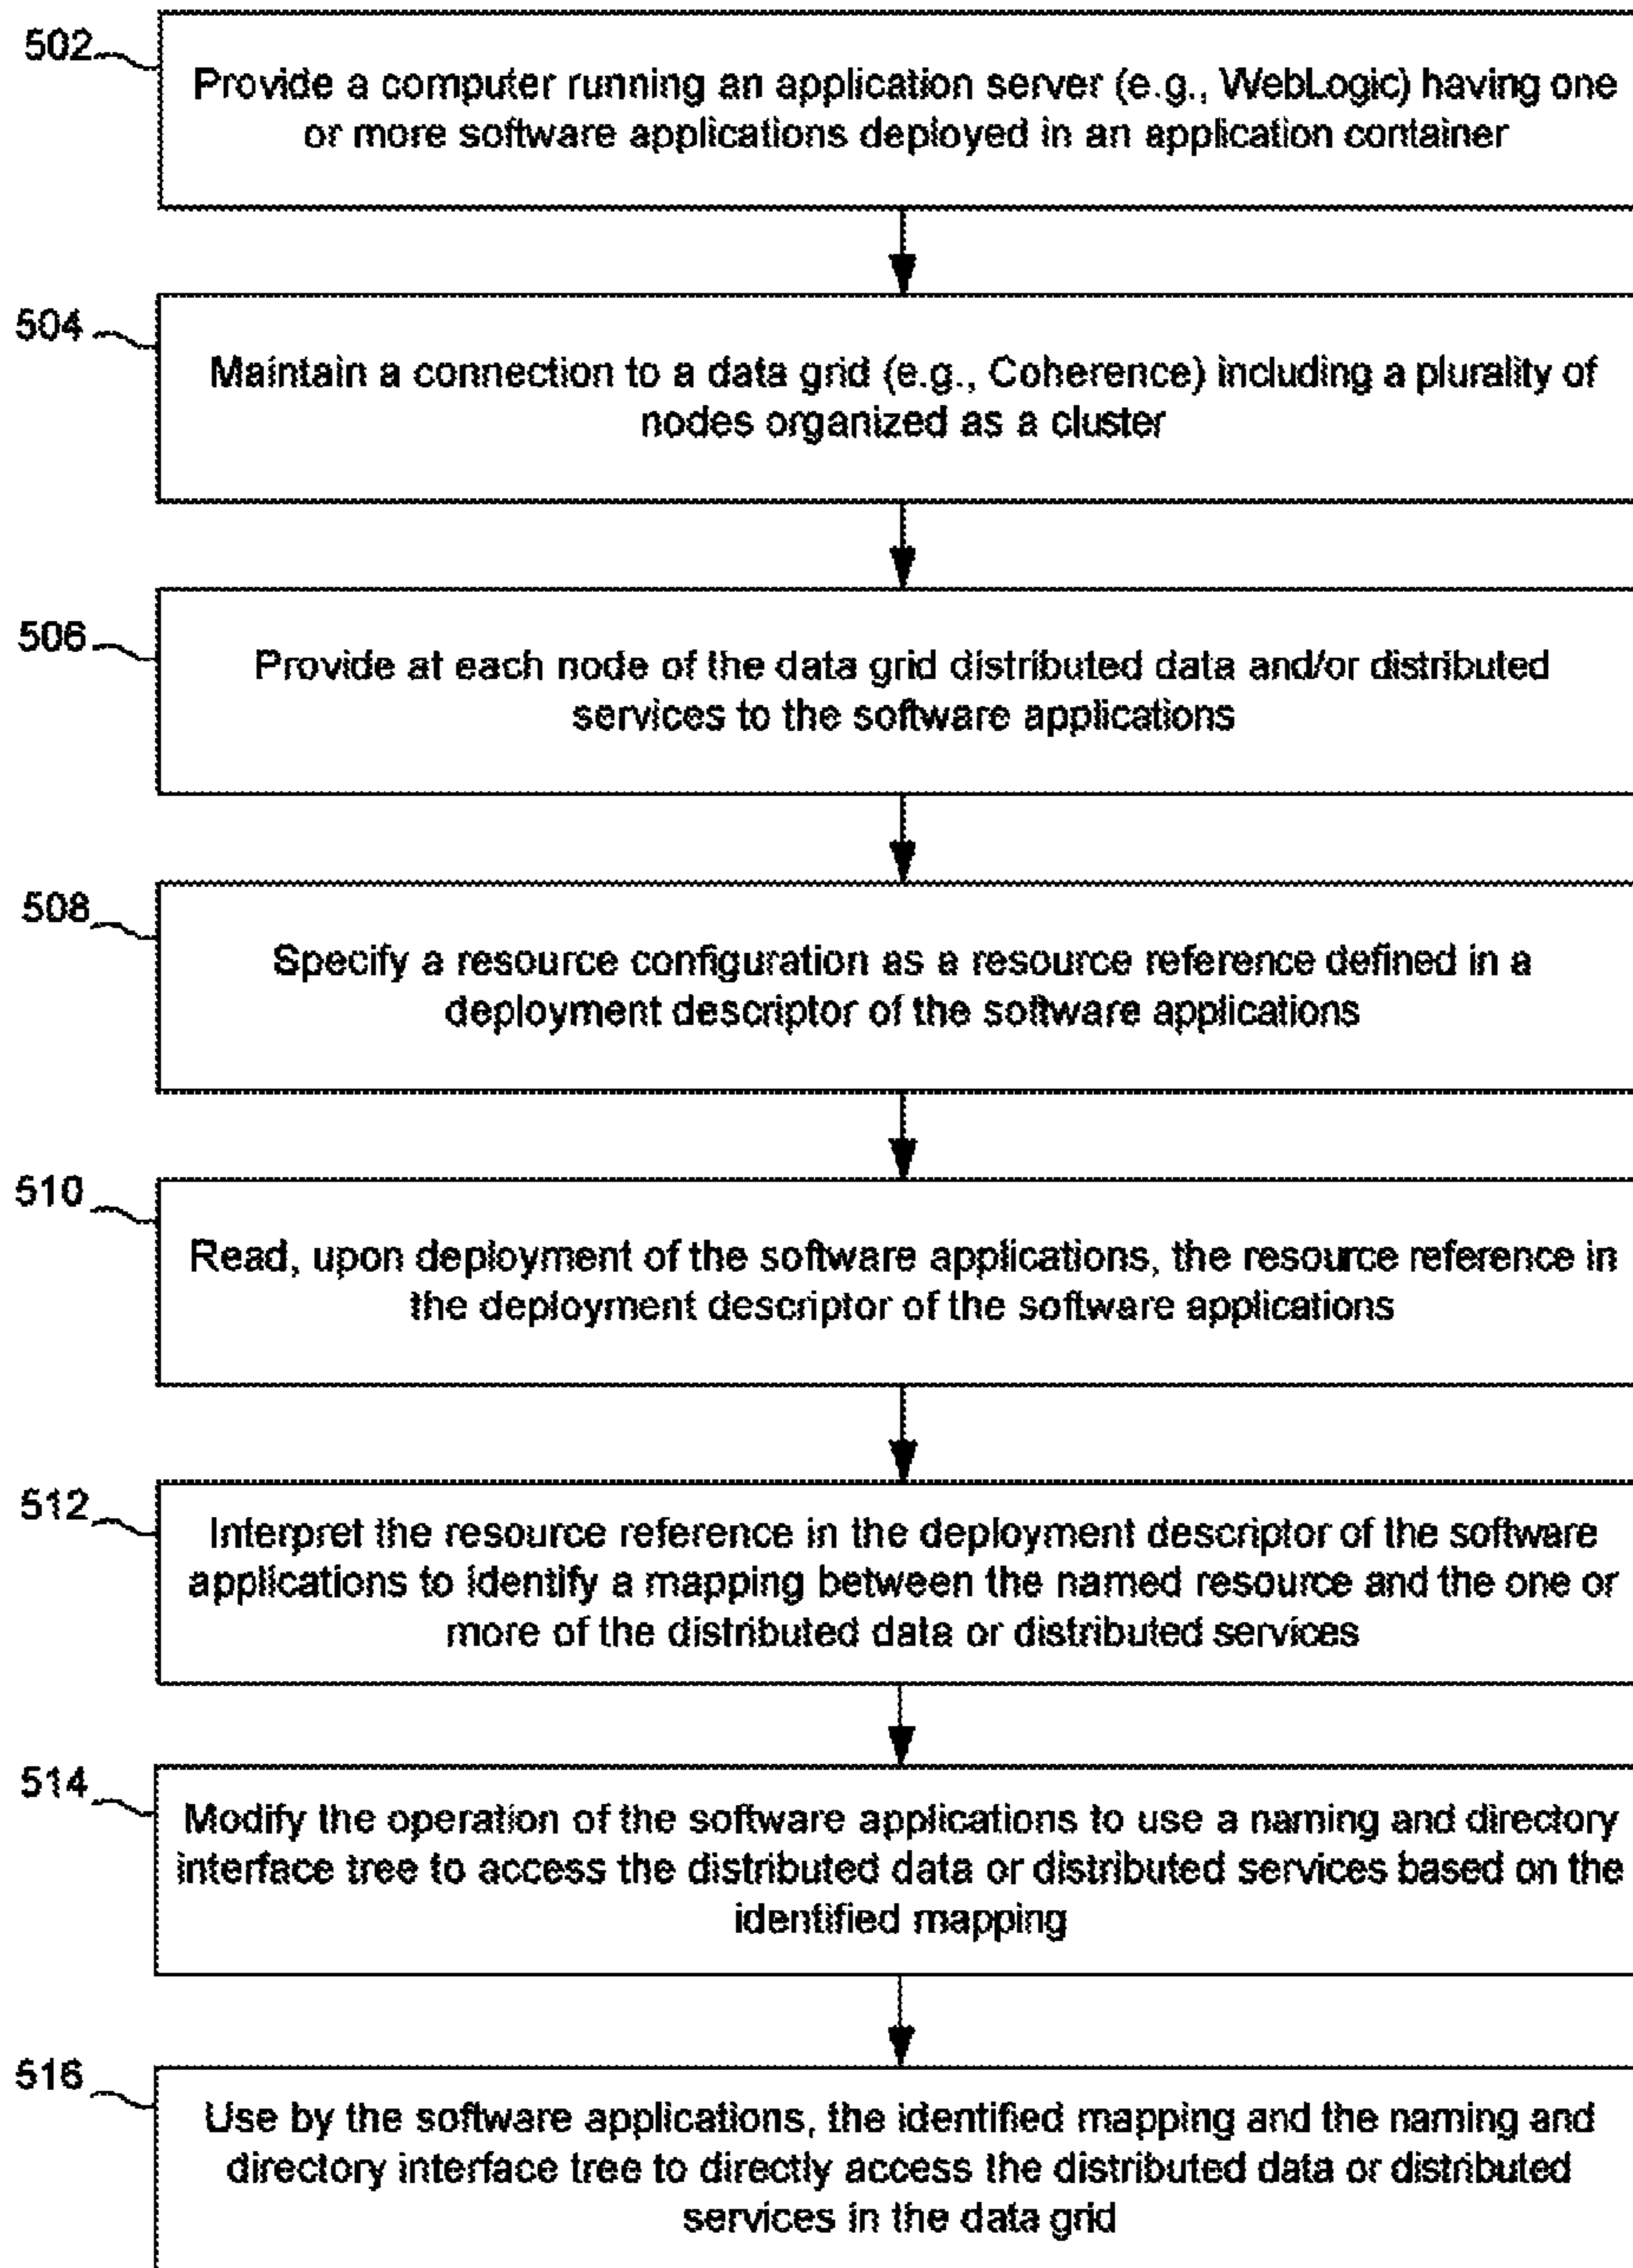 502
Provide a computer running an application server (e.g., WebLogic) having one
or more software applications deployed in an application container
504
Maintain a connection to a data grid (e.g., Coherence) including a plurality of
nodes organized as a cluster
506
Provide at each node of the data grid distributed data and/or distributed
services to the software applications
508
Specify a resource configuration as a resource reference defined in a
deployment descriptor of the software applications
510
Read, upon deployment of the software applications, the resource reference in
the deployment descriptor of the software applications
512
Interpret the resource reference in the deployment descriptor of the software
applications to identify a mapping between the named resource and the one or
more of the distributed data or distributed services
514
Modify the operation of the software applications to use a naming and directory
interface tree to access the distributed data or distributed services based on the
identified mapping
516
Use by the software applications, the identified mapping and the naming and
directory interface tree to directly access the distributed data or distributed
services in the data grid